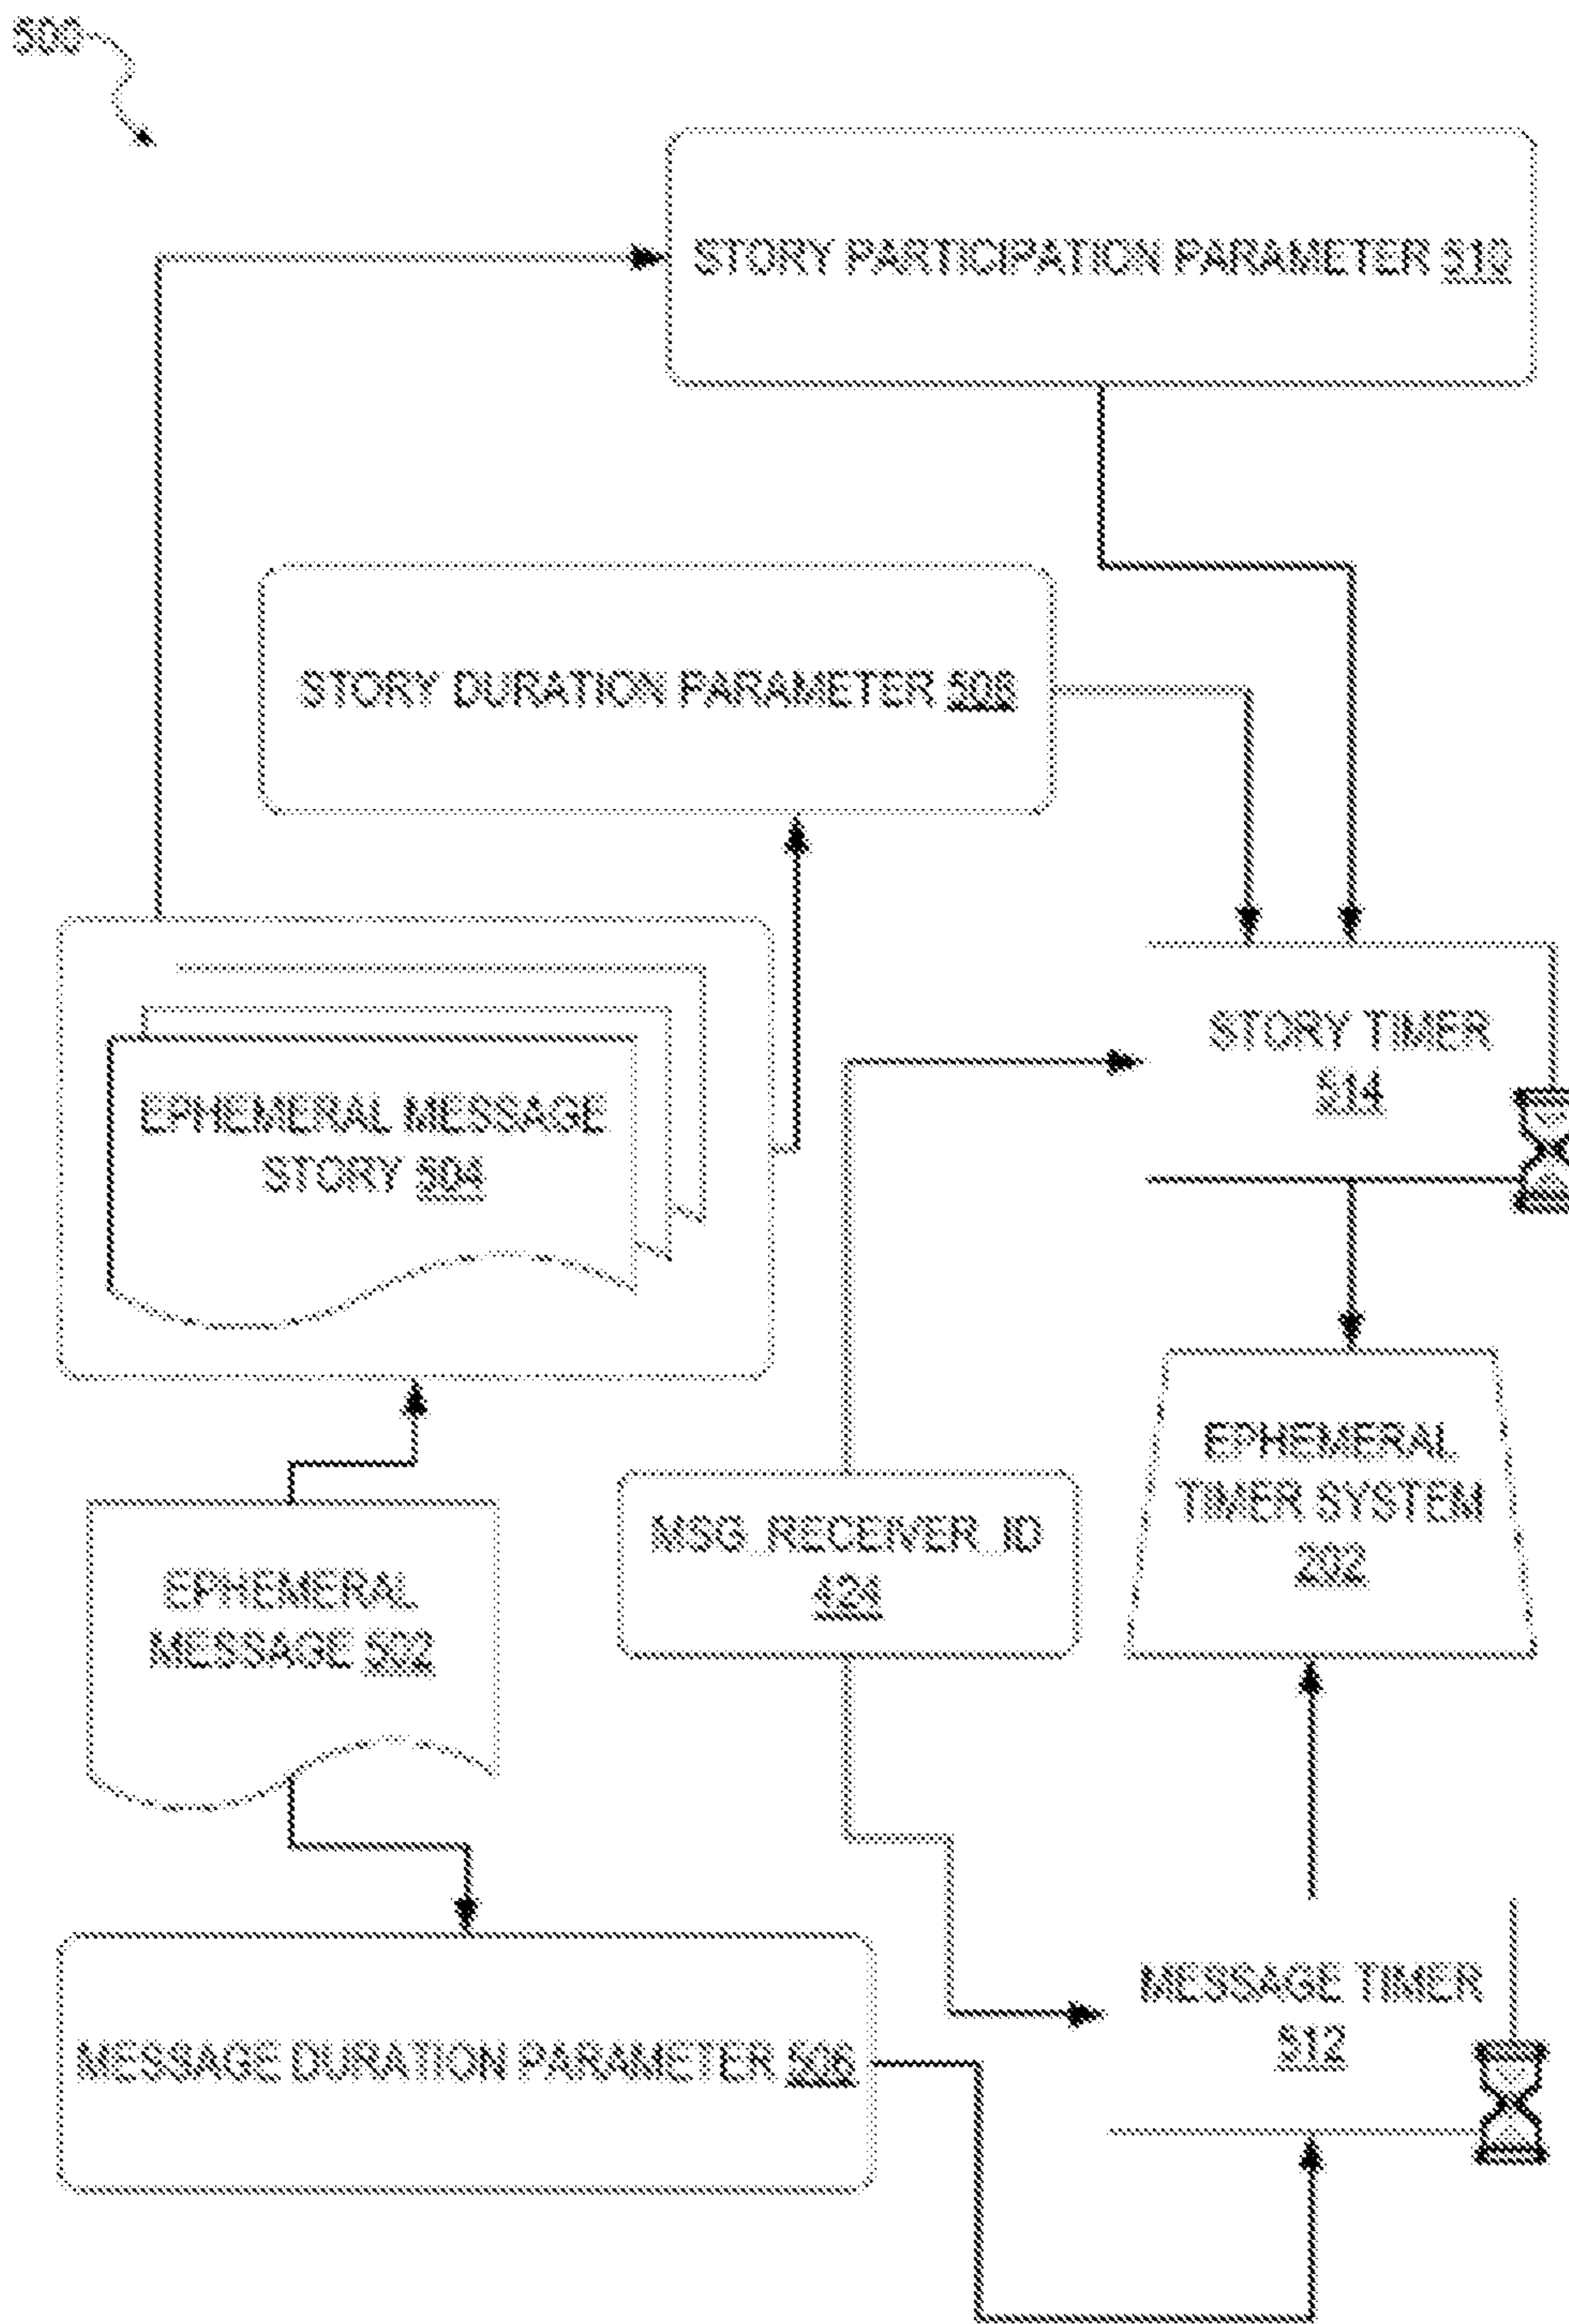 500
STORY PARTICIPATION PARAMETER 510
STORY DURATION PARAMETER 508
STORY TIMER
514
EPHEMERAL MESSAGE
STORY 504
EPHEMERAL
TIMER SYSTEM
202
MSG_RECEIVER_ID
424
EPHEMERAL
MESSAGE 502
MESSAGE TIMER
512
MESSAGE DURATION PARAMETER 506